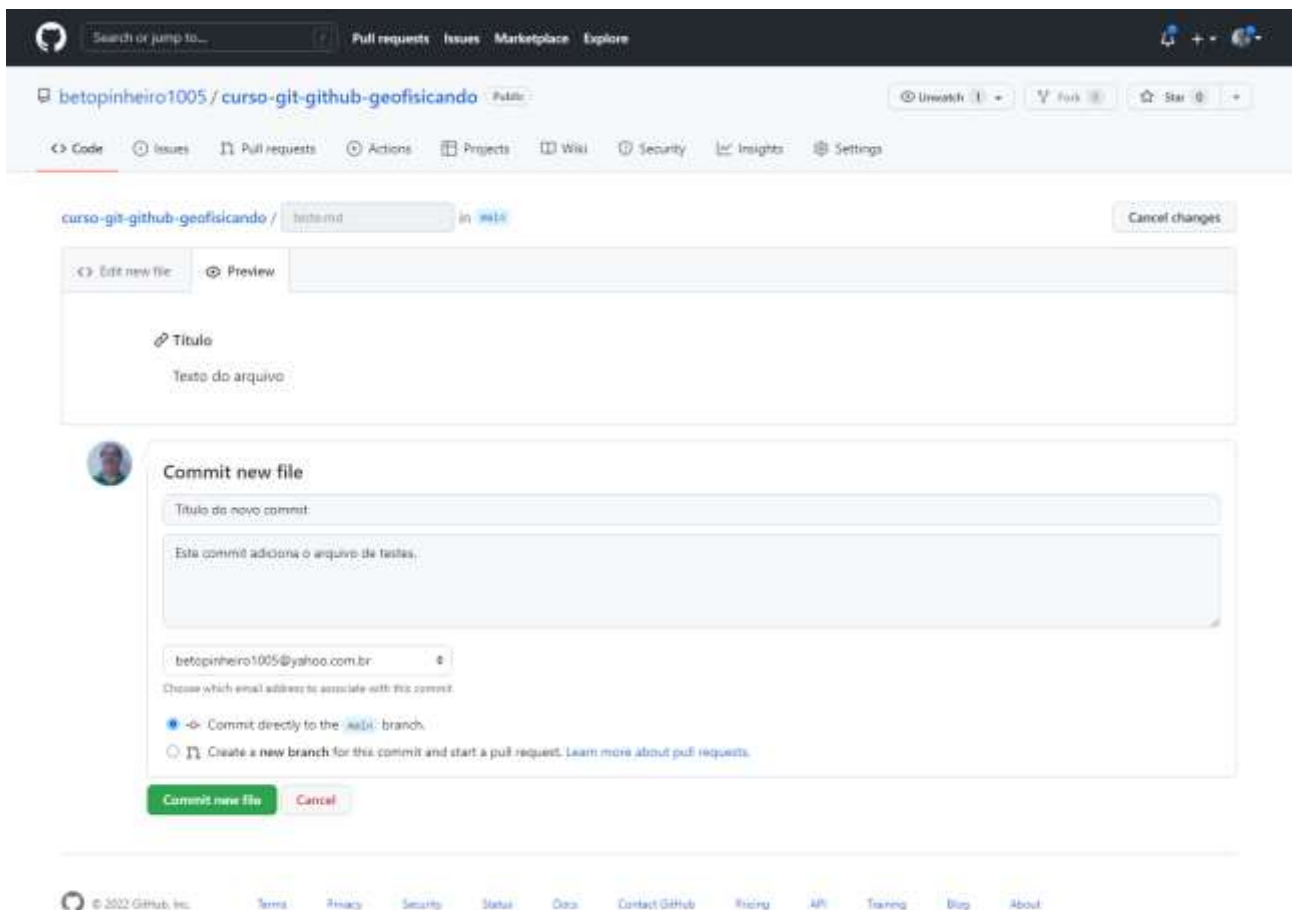 Search or jump to... /
Pull requests Issues Marketplace Explore
betopinheiro1005 / curso-git-github-geofisicando Public
Unwatch 1 Fork 0 Star 0
<> Code Issues Pull requests Actions Projects Wiki Security Insights Settings
curso-git-github-geofisicando / in main
Cancel changes
<> Edit new file Preview
Título
Texto do arquivo
Commit new file
Título do novo commit
Este commit adiciona o arquivo de testes.
betopinheiro1005@yahoo.com.br
Choose which email address to associate with this commit
Commit directly to the main branch.
Create a new branch for this commit and start a pull request. Learn more about pull requests.
Commit new file Cancel
© 2022 GitHub, Inc. Terms Privacy Security Status Docs Contact GitHub Pricing API Training Blog About